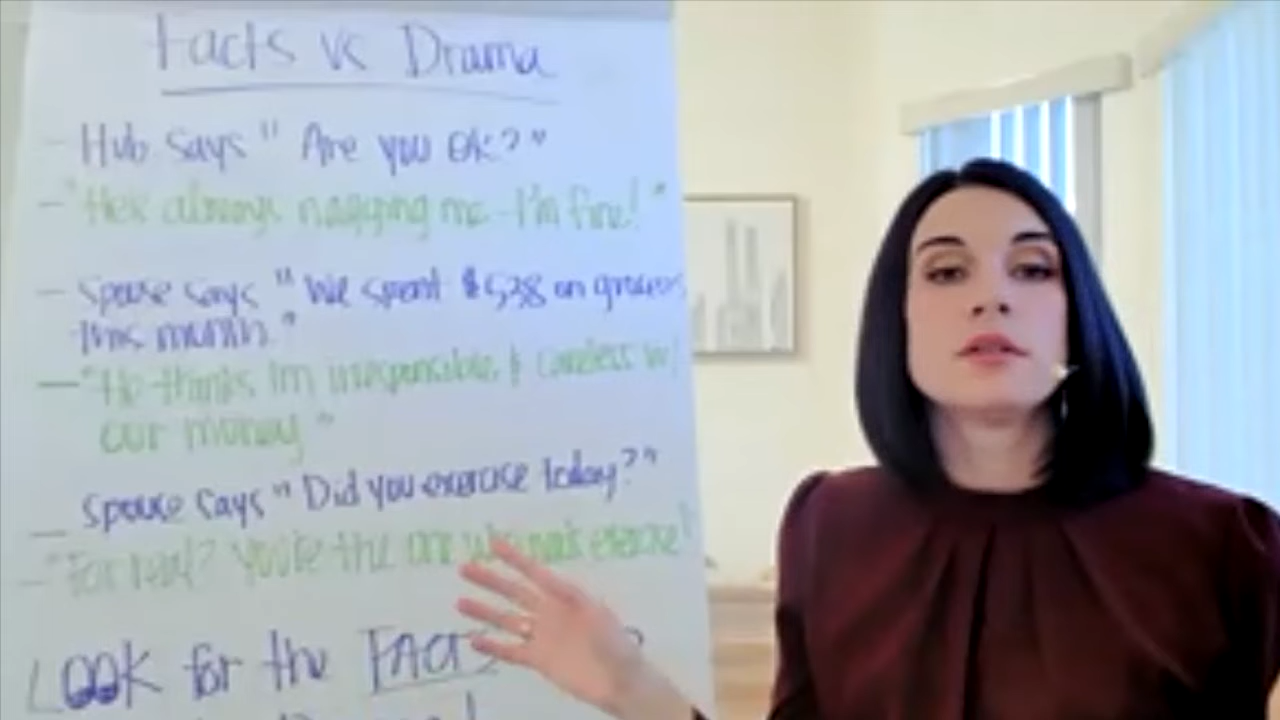 Facts vs Drama
- Hub says " Are you ok?"
- "He's always nagging me - I'm fine! "
- Spouse says " We spent $538 on groceries
this month. "
- "He thinks I'm irresponsible & careless w/
our money "
- Spouse says " Did you exercise today? "
- "For real? You're the one who needs exercise!
LOOK for the FACTS